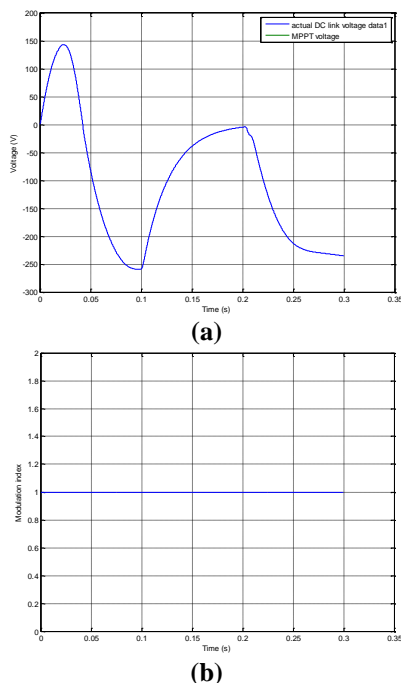 200
150
100
50
0
-50
-100
-150
-200
-250
-300
Voltage (V)
actual DC link voltage data1
MPPT voltage
0 0.05 0.1 0.15 0.2 0.25 0.3 0.35
Time (s)
(a)
2
1.8
1.6
1.4
1.2
1
0.8
0.6
0.4
0.2
0
Modulation index
0 0.05 0.1 0.15 0.2 0.25 0.3 0.35
Time (s)
(b)